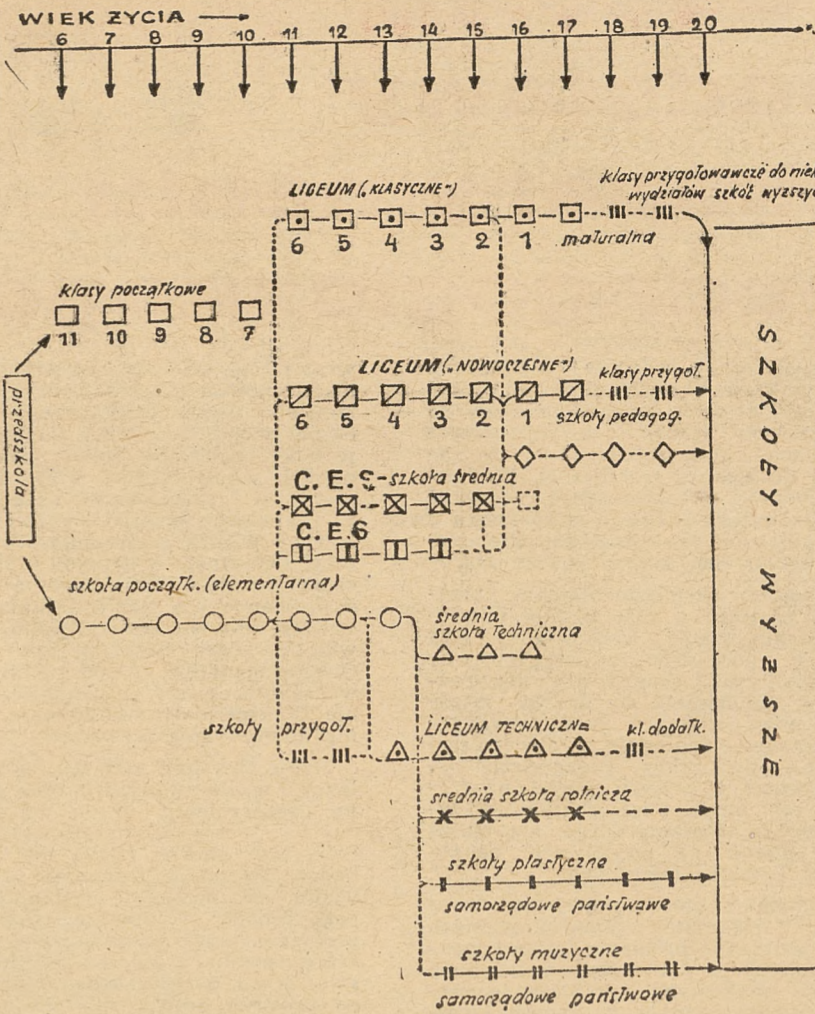 WIEK ŻYCIA
6 7 8 9 10 11 12 13 14 15 16 17 18 19 20
klasy przygotowawcze do
wydziałów szkół
LICEUM („KLASYCZNE")
6 5 4 3 2 1 maturalna
klasy początkowe
11 10 9 8 7
LICEUM („NOWOCZESNE")
klasy przygot.
6 5 4 3 2 1 szkoły pedagog.
przedszkola
C. E. S-szkoła średnia
C. E. G
szkoła początk. (elementarna)
średnia
szkoła Techniczna
szkoły przygot.
LICEUM TECHNICZNE
kl. dodatk.
średnia szkoła rolnicza
szkoły plastyczne
samorządowe państwowe
szkoły muzyczne
samorządowe państwowe
SZKOŁY WYŻSZE